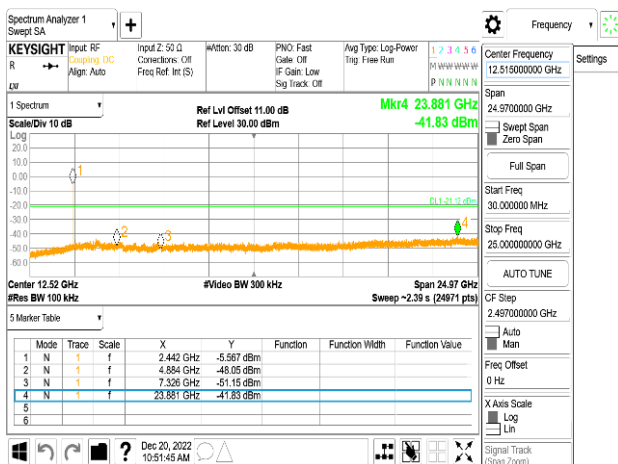 Spectrum Analyzer 1
Swept SA
Frequency
KEYSIGHT
R
LXI
Input: RF
Coupling: DC
Align: Auto
Input Z: 50 Ω
Corrections: Off
Freq Ref: Int (S)
#Atten: 30 dB
PNO: Fast
Gate: Off
IF Gain: Low
Sig Track: Off
Avg Type: Log-Power
Trig: Free Run
1 2 3 4 5 6
M W W W W W
P N N N N N
Center Frequency
12.515000000 GHz
Settings
Span
24.9700000 GHz
Swept Span
Zero Span
Full Span
Start Freq
30.000000 MHz
Stop Freq
25.000000000 GHz
AUTO TUNE
CF Step
2.497000000 GHz
Auto
Man
Freq Offset
0 Hz
X Axis Scale
Log
Lin
Signal Track
(Span Zoom)
1 Spectrum
Scale/Div 10 dB
Ref Lvl Offset 11.00 dB
Ref Level 30.00 dBm
Mkr4 23.881 GHz
-41.83 dBm
Log
20.0
10.0
0.00
-10.0
-20.0
-30.0
-40.0
-50.0
-60.0
1
2
3
4
Center 12.52 GHz
#Video BW 300 kHz
Span 24.97 GHz
#Res BW 100 kHz
Sweep ~2.39 s (24971 pts)
5 Marker Table
Mode Trace Scale X Y Function Function Width Function Value
1 N 1 f 2.442 GHz -5.567 dBm
2 N 1 f 4.884 GHz -48.05 dBm
3 N 1 f 7.326 GHz -51.15 dBm
4 N 1 f 23.881 GHz -41.83 dBm
5
6
?
Dec 20, 2022
10:51:45 AM